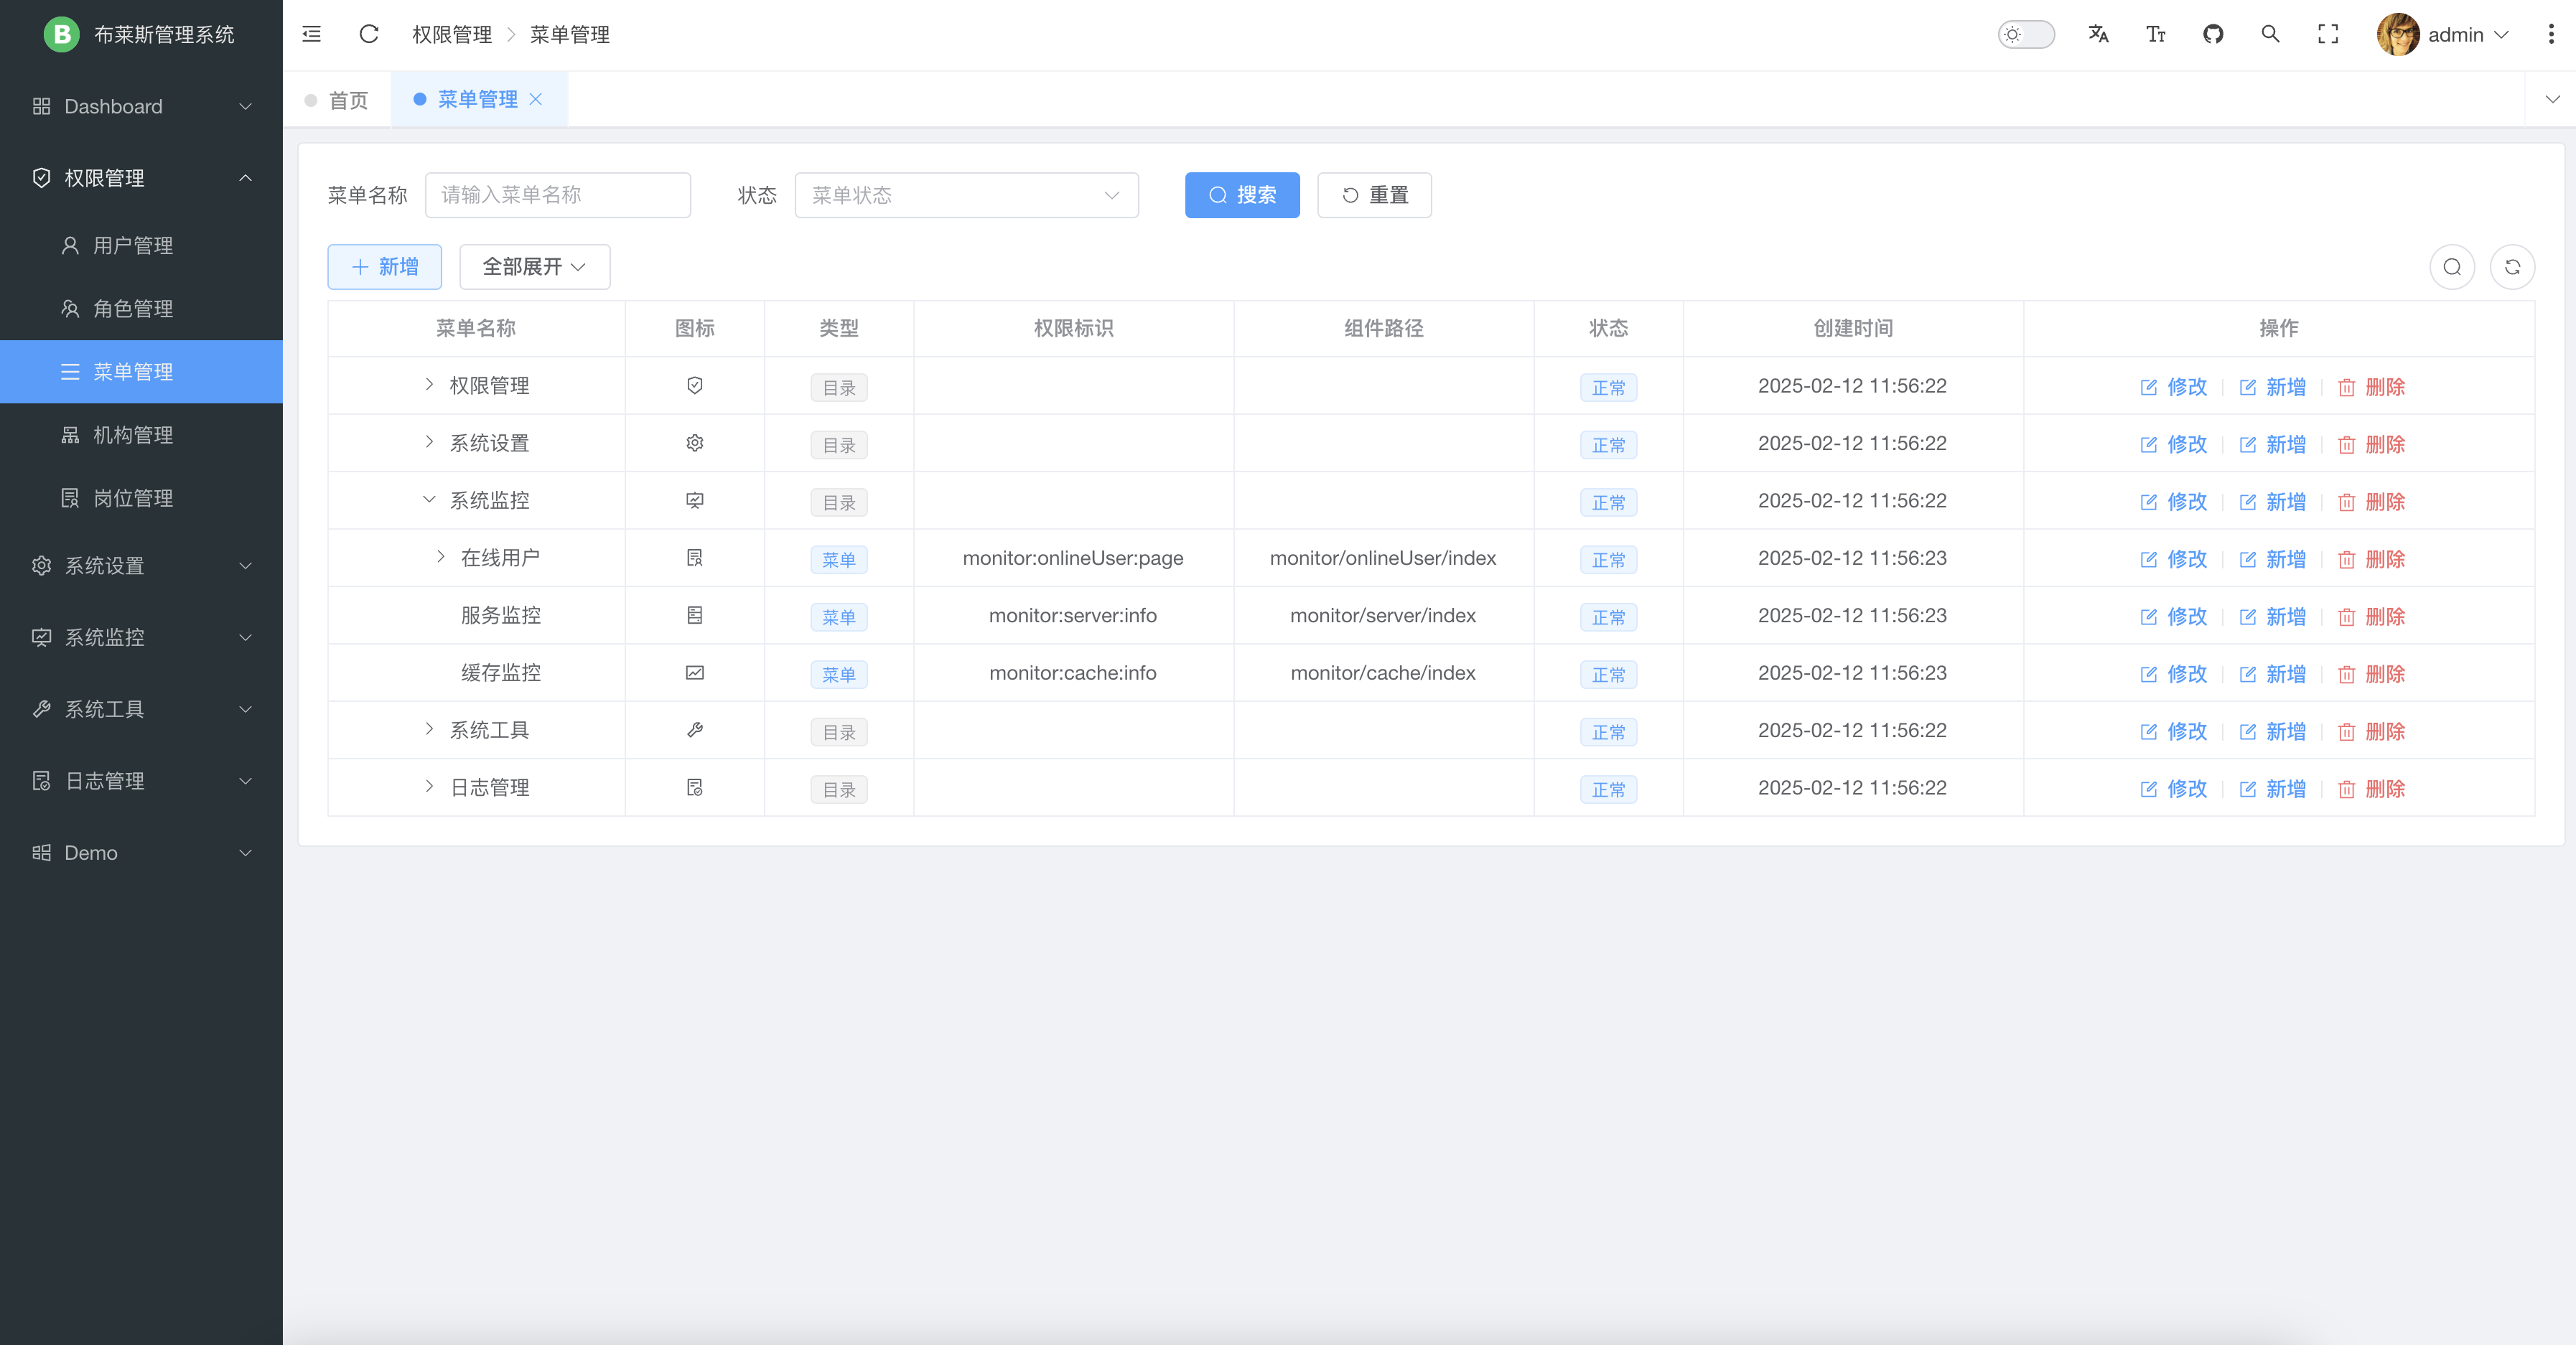 B 布莱斯管理系统
权限管理 > 菜单管理
admin
Dashboard
权限管理
用户管理
角色管理
菜单管理
机构管理
岗位管理
系统设置
系统监控
系统工具
日志管理
Demo
首页 菜单管理
菜单名称 请输入菜单名称 状态 菜单状态 搜索 重置
新增 全部展开
菜单名称 图标 类型 权限标识 组件路径 状态 创建时间 操作
权限管理 目录 正常 2025-02-12 11:56:22 修改 新增 删除
系统设置 目录 正常 2025-02-12 11:56:22 修改 新增 删除
系统监控 目录 正常 2025-02-12 11:56:22 修改 新增 删除
在线用户 菜单 monitor:onlineUser:page monitor/onlineUser/index 正常 2025-02-12 11:56:23 修改 新增 删除
服务监控 菜单 monitor:server:info monitor/server/index 正常 2025-02-12 11:56:23 修改 新增 删除
缓存监控 菜单 monitor:cache:info monitor/cache/index 正常 2025-02-12 11:56:23 修改 新增 删除
系统工具 目录 正常 2025-02-12 11:56:22 修改 新增 删除
日志管理 目录 正常 2025-02-12 11:56:22 修改 新增 删除